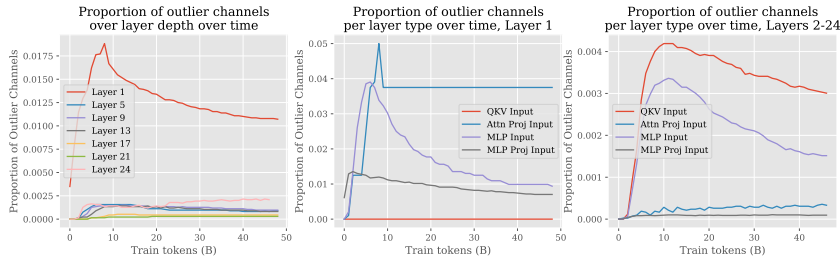 Proportion of outlier channels
over layer depth over time
Proportion of Outlier Channels
0.0175
0.0150
0.0125
0.0100
0.0075
0.0050
0.0025
0.0000
Layer 1
Layer 5
Layer 9
Layer 13
Layer 17
Layer 21
Layer 24
0
10
20
30
40
50
Train tokens (B)
Proportion of outlier channels
per layer type over time, Layer 1
Proportion of Outlier Channels
0.05
0.04
0.03
0.02
0.01
0.00
QKV Input
Attn Proj Input
MLP Input
MLP Proj Input
0
10
20
30
40
50
Train tokens (B)
Proportion of outlier channels
per layer type over time, Layers 2-24
Proportion of Outlier Channels
0.004
0.003
0.002
0.001
0.000
QKV Input
Attn Proj Input
MLP Input
MLP Proj Input
0
10
20
30
40
Train tokens (B)